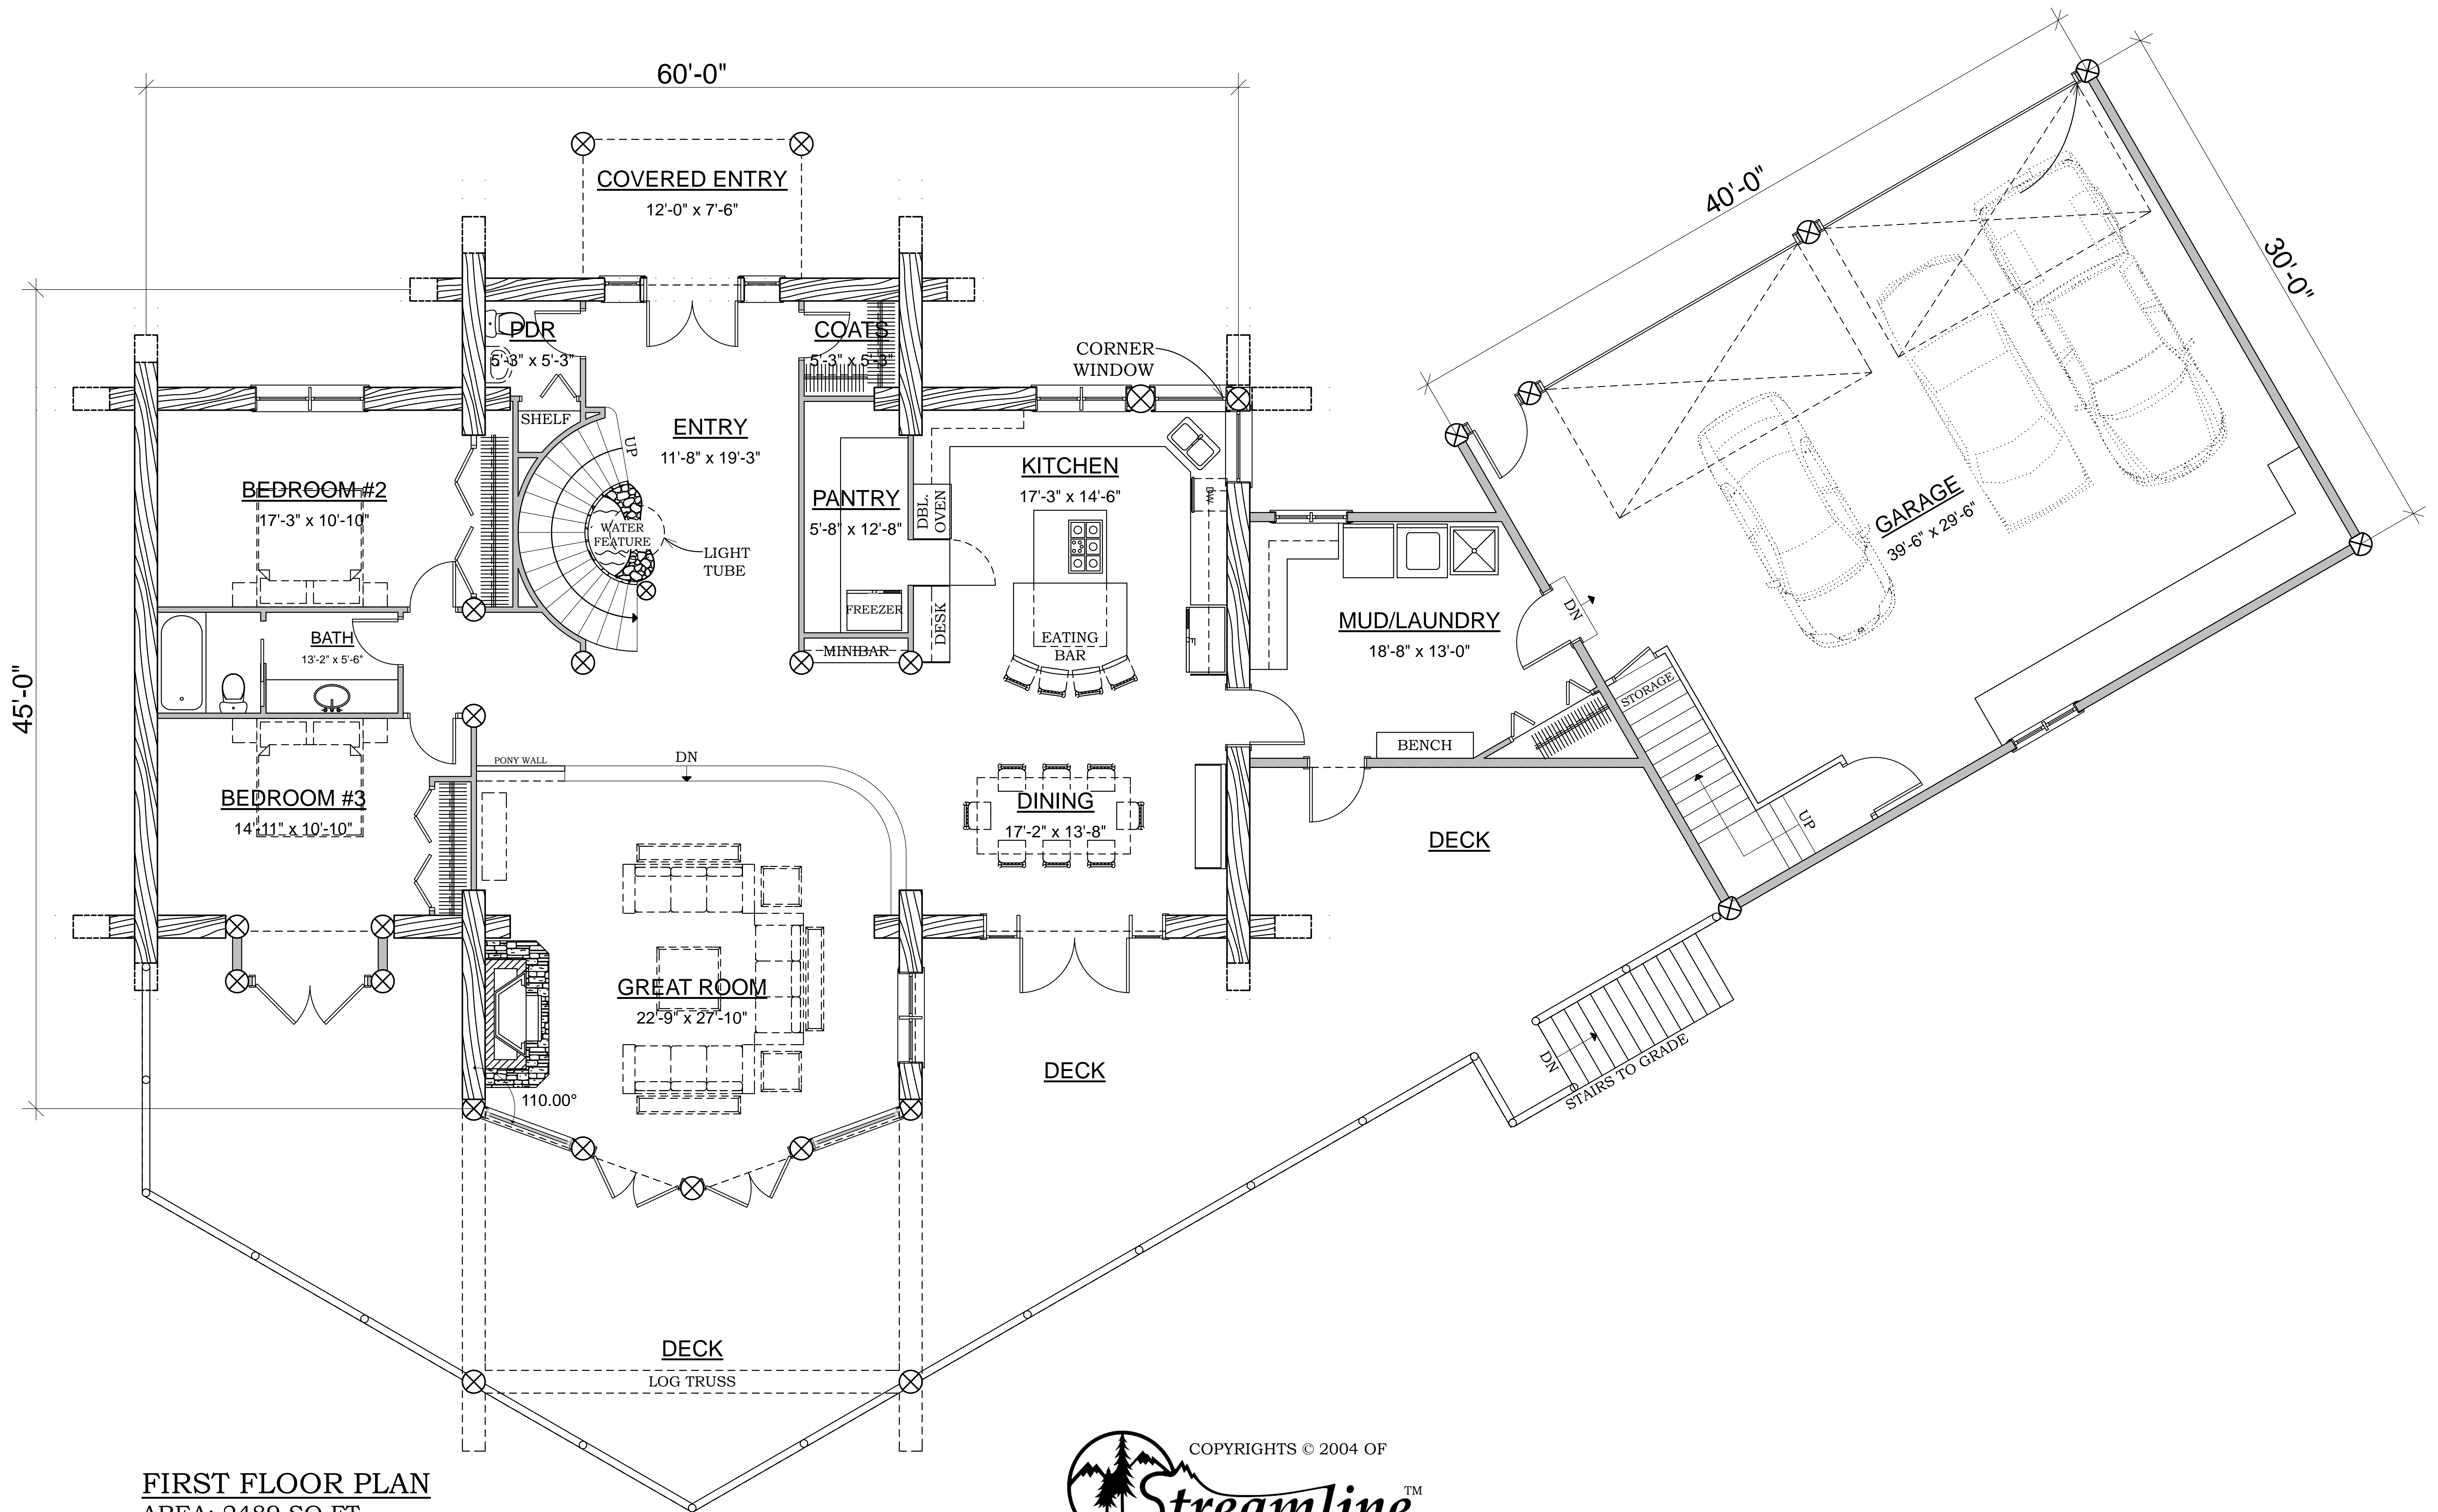 60'-0"
40'-0"
30'-0"
45'-0"
COVERED ENTRY
12'-0" x 7'-6"
PDR
5'-3" x 5'-3"
COATS
5'-3" x 5'-3"
CORNER
WINDOW
SHELF
UP
ENTRY
11'-8" x 19'-3"
KITCHEN
17'-3" x 14'-6"
BEDROOM #2
17'-3" x 10'-10"
PANTRY
5'-8" x 12'-8"
DBL.
OVEN
DW
WATER
FEATURE
LIGHT
TUBE
GARAGE
39'-6" x 29'-6"
FREEZER
DESK
MINIBAR
EATING
BAR
F
DN
MUD/LAUNDRY
18'-8" x 13'-0"
BATH
13'-2" x 5'-6"
STORAGE
BENCH
PONY WALL
DN
BEDROOM #3
14'-11" x 10'-10"
DINING
17'-2" x 13'-8"
UP
DECK
GREAT ROOM
22'-9" x 27'-10"
DN
STAIRS TO GRADE
DECK
110.00°
DECK
LOG TRUSS
FIRST FLOOR PLAN
AREA: 2489 SQ.FT.
COPYRIGHTS © 2004 OF
Streamline™